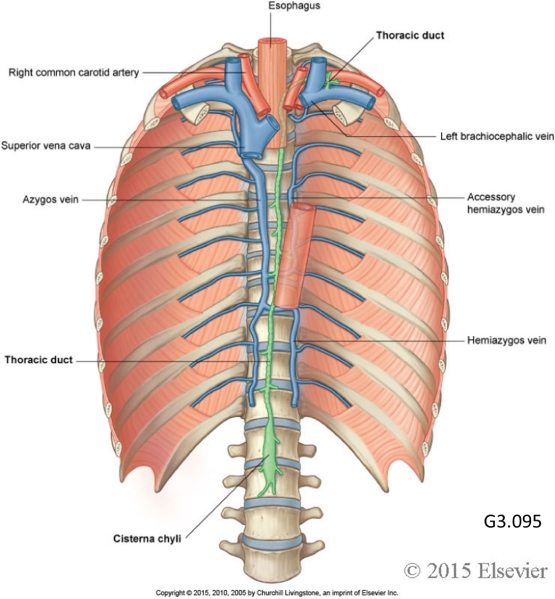 Esophagus
Thoracic duct
Right common carotid artery
Left brachiocephalic vein
Superior vena cava
Azygos vein
Accessory
hemiazygos vein
Hemiazygos vein
Thoracic duct
G3.095
Cisterna chyli
© 2015 Elsevier
Copyright © 2015, 2010, 2005 by Churchill Livingstone, an imprint of Elsevier Inc.